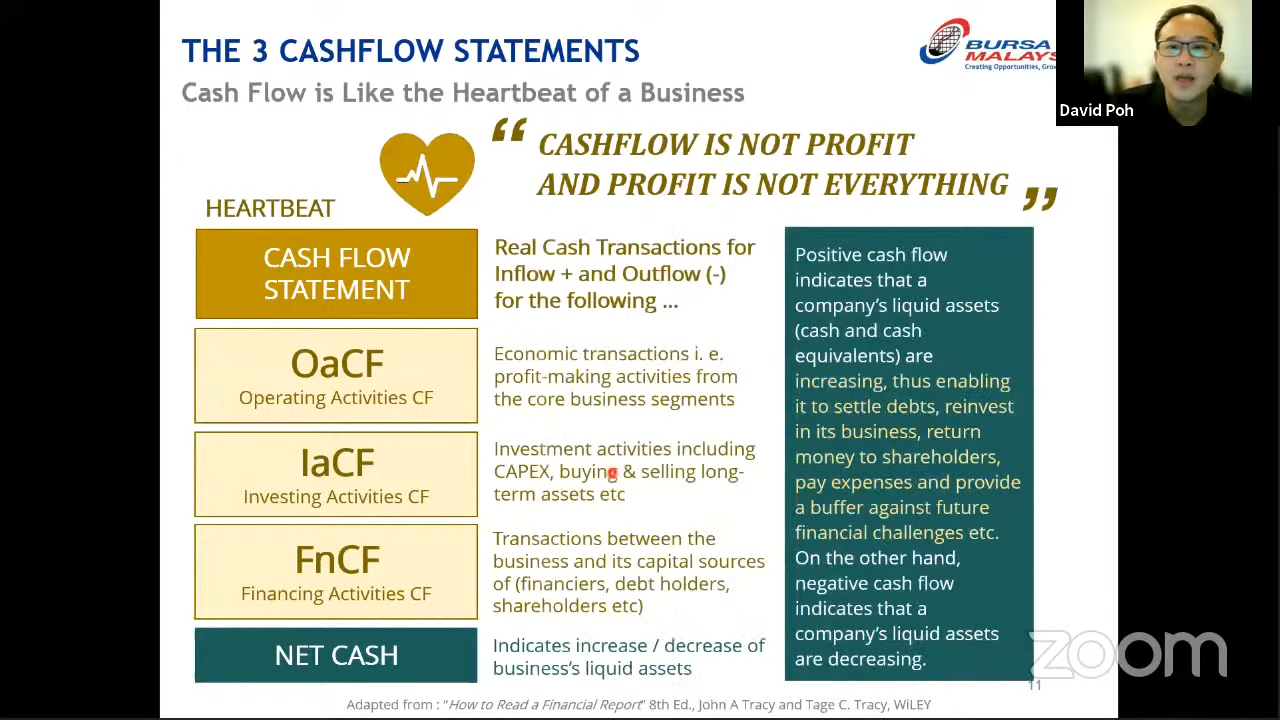 THE 3 CASHFLOW STATEMENTS
Cash Flow is Like the Heartbeat of a Business
BURSA
MALAYS
Creating Opportunities, Grow
David Poh
“ CASHFLOW IS NOT PROFIT
AND PROFIT IS NOT EVERYTHING ”
HEARTBEAT
CASH FLOW
STATEMENT
Real Cash Transactions for
Inflow + and Outflow (-)
for the following ...
OaCF
Operating Activities CF
Economic transactions i. e.
profit-making activities from
the core business segments
IaCF
Investing Activities CF
Investment activities including
CAPEX, buying & selling long-
term assets etc
FnCF
Financing Activities CF
Transactions between the
business and its capital sources
of (financiers, debt holders,
shareholders etc)
NET CASH
Indicates increase / decrease of
business’s liquid assets
Positive cash flow
indicates that a
company’s liquid assets
(cash and cash
equivalents) are
increasing, thus enabling
it to settle debts, reinvest
in its business, return
money to shareholders,
pay expenses and provide
a buffer against future
financial challenges etc.
On the other hand,
negative cash flow
indicates that a
company’s liquid assets
are decreasing.
zoom
11
Adapted from : “How to Read a Financial Report” 8th Ed., John A Tracy and Tage C. Tracy, WiLEY